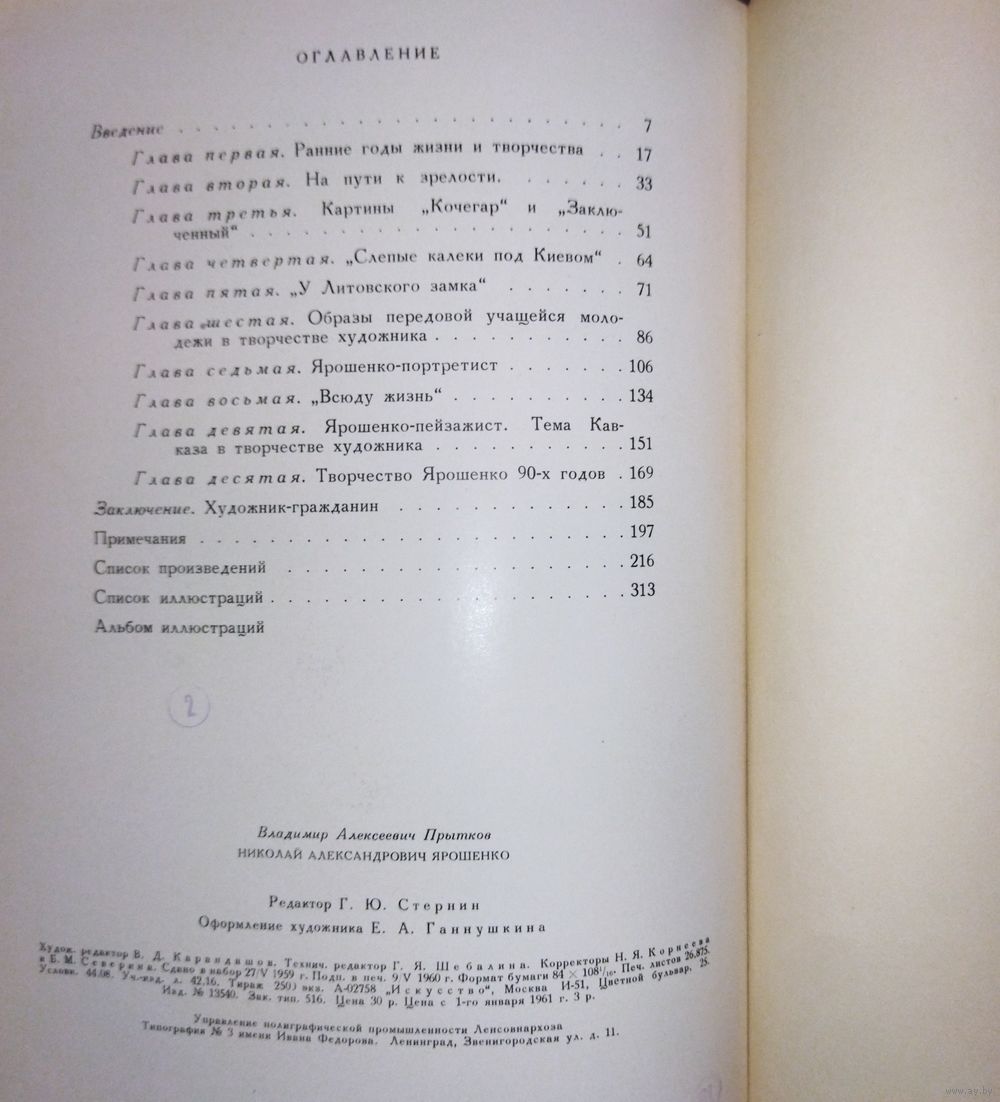 ОГЛАВЛЕНИЕ
Введение . . . . . . . . . . . . . . . . . . . . 7
Глава первая. Ранние годы жизни и творчества . . 17
Глава вторая. На пути к зрелости. . . . . . . 33
Глава третья. Картины „Кочегар“ и „Заклю-
ченный“ . . . . . . . . . . . . . . . . . . 51
Глава четвертая. „Слепые калеки под Киевом“ . 64
Глава пятая. „У Литовского замка“ . . . . . . . 71
Глава шестая. Образы передовой учащейся моло-
дежи в творчестве художника . . . . . . . . . . 86
Глава седьмая. Ярошенко-портретист . . . . . . . 106
Глава восьмая. „Всюду жизнь“ . . . . . . . . . . 134
Глава девятая. Ярошенко-пейзажист. Тема Кав-
каза в творчестве художника . . . . . . . . . . 151
Глава десятая. Творчество Ярошенко 90-х годов . 169
Заключение. Художник-гражданин . . . . . . . . . . 185
Примечания . . . . . . . . . . . . . . . . . . . 197
Список произведений . . . . . . . . . . . . . . . 216
Список иллюстраций . . . . . . . . . . . . . . . . 313
Альбом иллюстраций
2
Владимир Алексеевич Прытков
НИКОЛАЙ АЛЕКСАНДРОВИЧ ЯРОШЕНКО
Редактор Г. Ю. Стернин
Оформление художника Е. А. Ганнушкина
Худож. редактор В. Д. Карандашов. Технич. редактор Г. Я. Шебалина. Корректоры Н. Я. Корнеева
и Б. М. Северина. Сдано в набор 27/V 1959 г. Подп. в печ. 9/V 1960 г. Формат бумаги 84 × 108¹/₁₆. Печ. листов 26,875.
Условн. 44,08. Уч.-изд. л. 42,16. Тираж 2500 экз. А-02758 „Искусство“, Москва И-51, Цветной бульвар, 25.
Изд. № 13540. Зак. тип. 516. Цена 30 р. Цена с 1-го января 1961 г. 3 р.
Управление полиграфической промышленности Ленсовнархоза
Типография № 3 имени Ивана Федорова. Ленинград, Звенигородская ул. д. 11.
www.ay.by